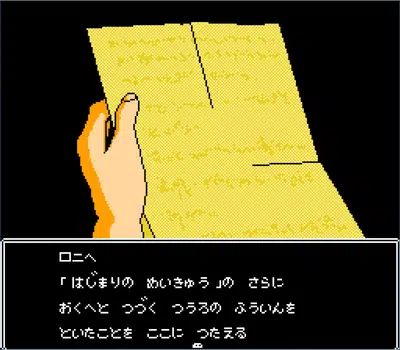 ロニへ
「はじまりの めいきゅう」の さらに
おくへと つづく つうろの ふういんを
といたことを ここに つたえる